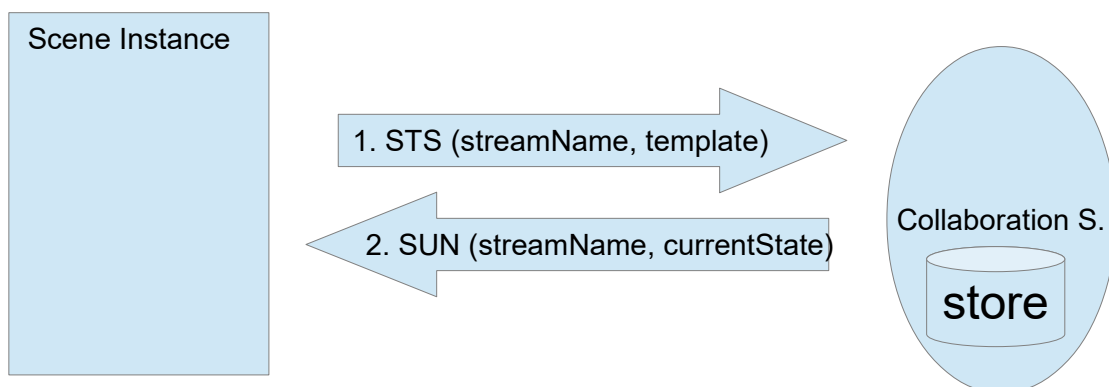 Scene Instance
1. STS (streamName, template)
2. SUN (streamName, currentState)
Collaboration S.
store